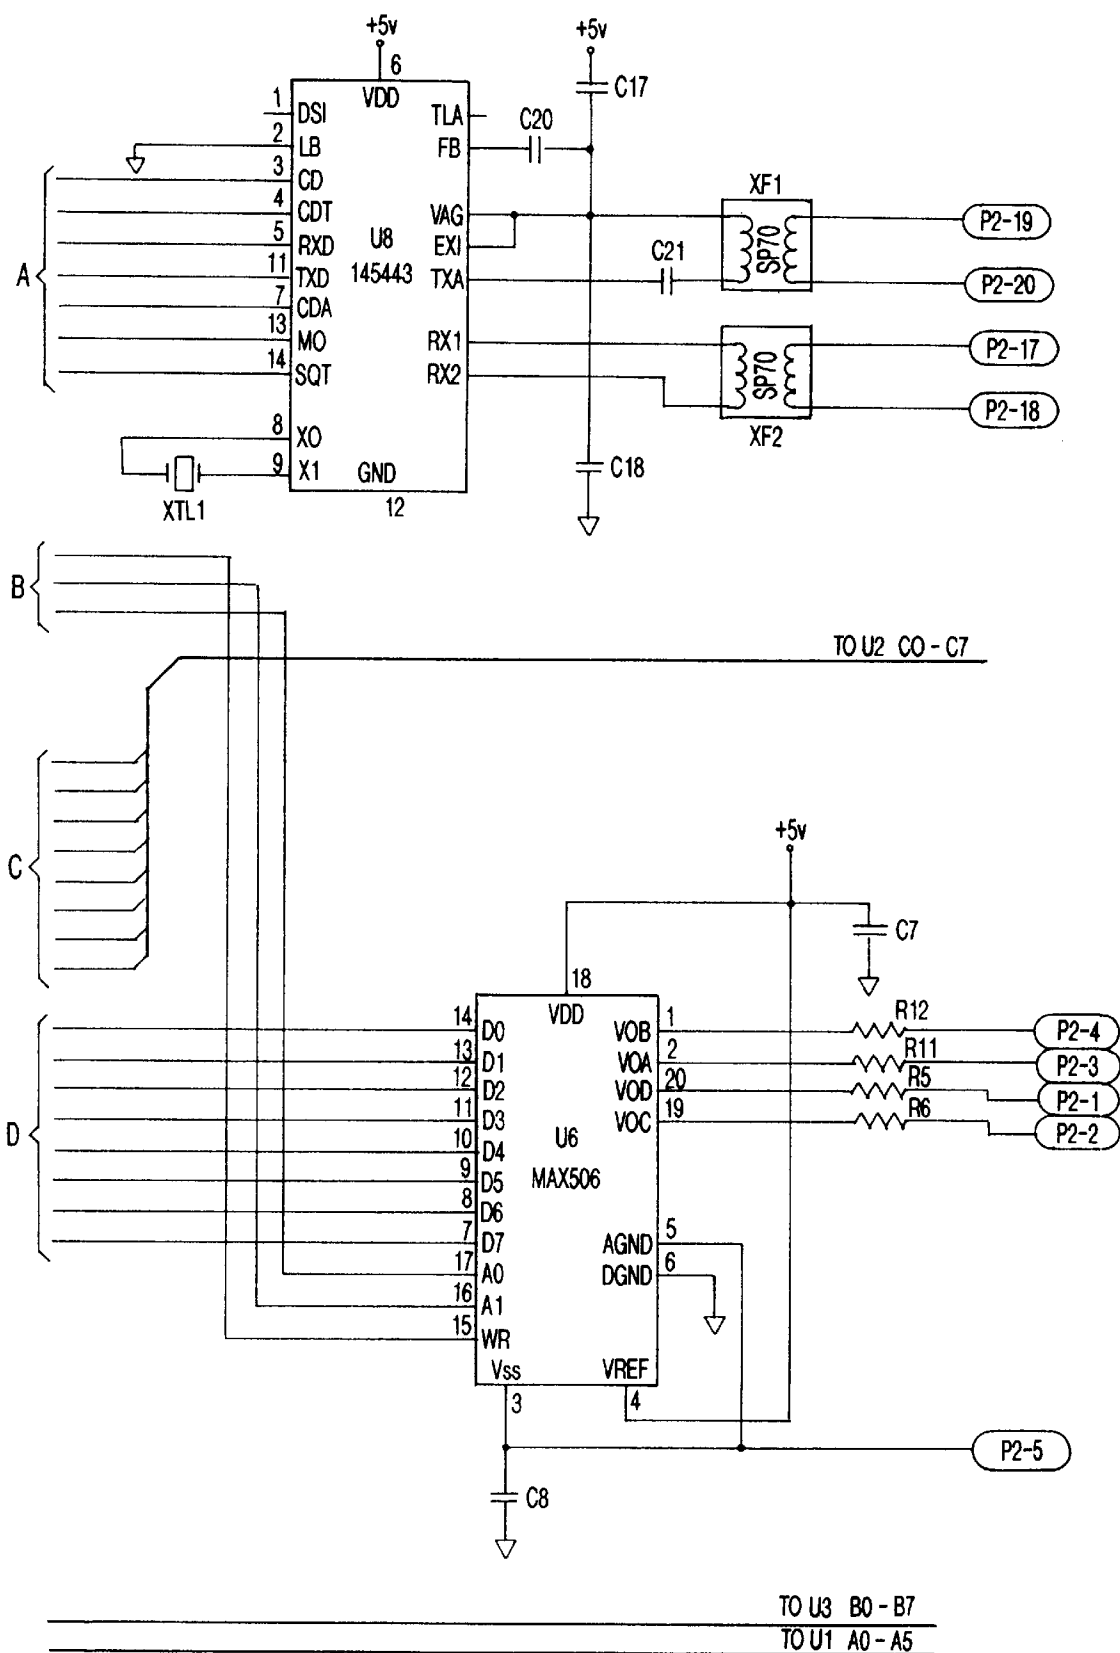 +5v
+5v
6
VDD
C17
1
DSI
TLA
C20
2
LB
FB
3
CD
XF1
4
CDT
VAG
P2-19
5
RXD
U8
EXI
SP70
C21
A
11
TXD
145443
TXA
P2-20
7
CDA
13
MO
RX1
P2-17
14
SQT
RX2
SP70
P2-18
8
XO
XF2
9
X1
GND
C18
XTL1
12
B
TO U2 CO - C7
+5v
C
C7
18
VDD
R12
14
D0
VOB
1
P2-4
13
D1
VOA
2
R11
P2-3
12
D2
VOD
20
R5
P2-1
11
D3
VOC
19
R6
P2-2
D
10
D4
U6
9
D5
MAX506
8
D6
7
D7
AGND
5
17
A0
DGND
6
16
A1
15
WR
Vss
VREF
3
4
P2-5
C8
TO U3 B0 - B7
TO U1 A0 - A5